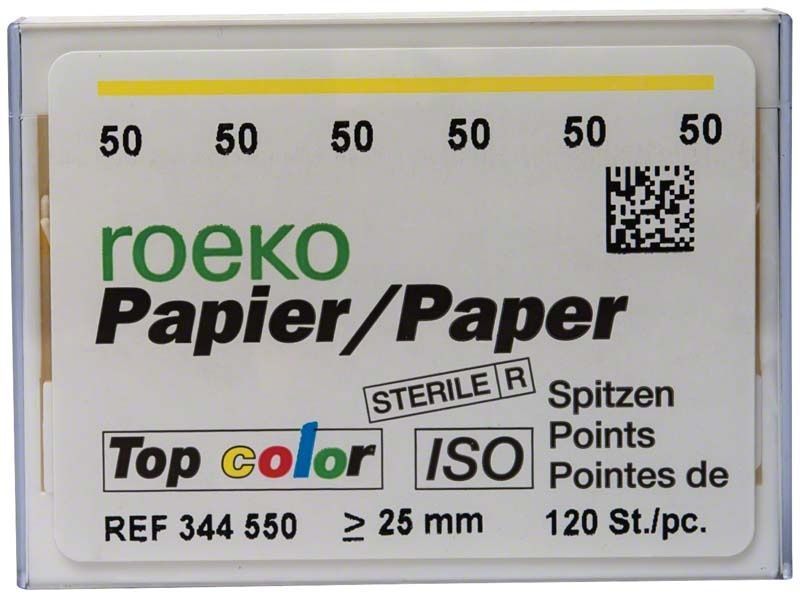 50 50 50 50 50 50
roeko
Papier/Paper
STERILE R
Spitzen
Points
Pointes de
Top color
ISO
REF 344 550 ≥ 25 mm 120 St./pc.